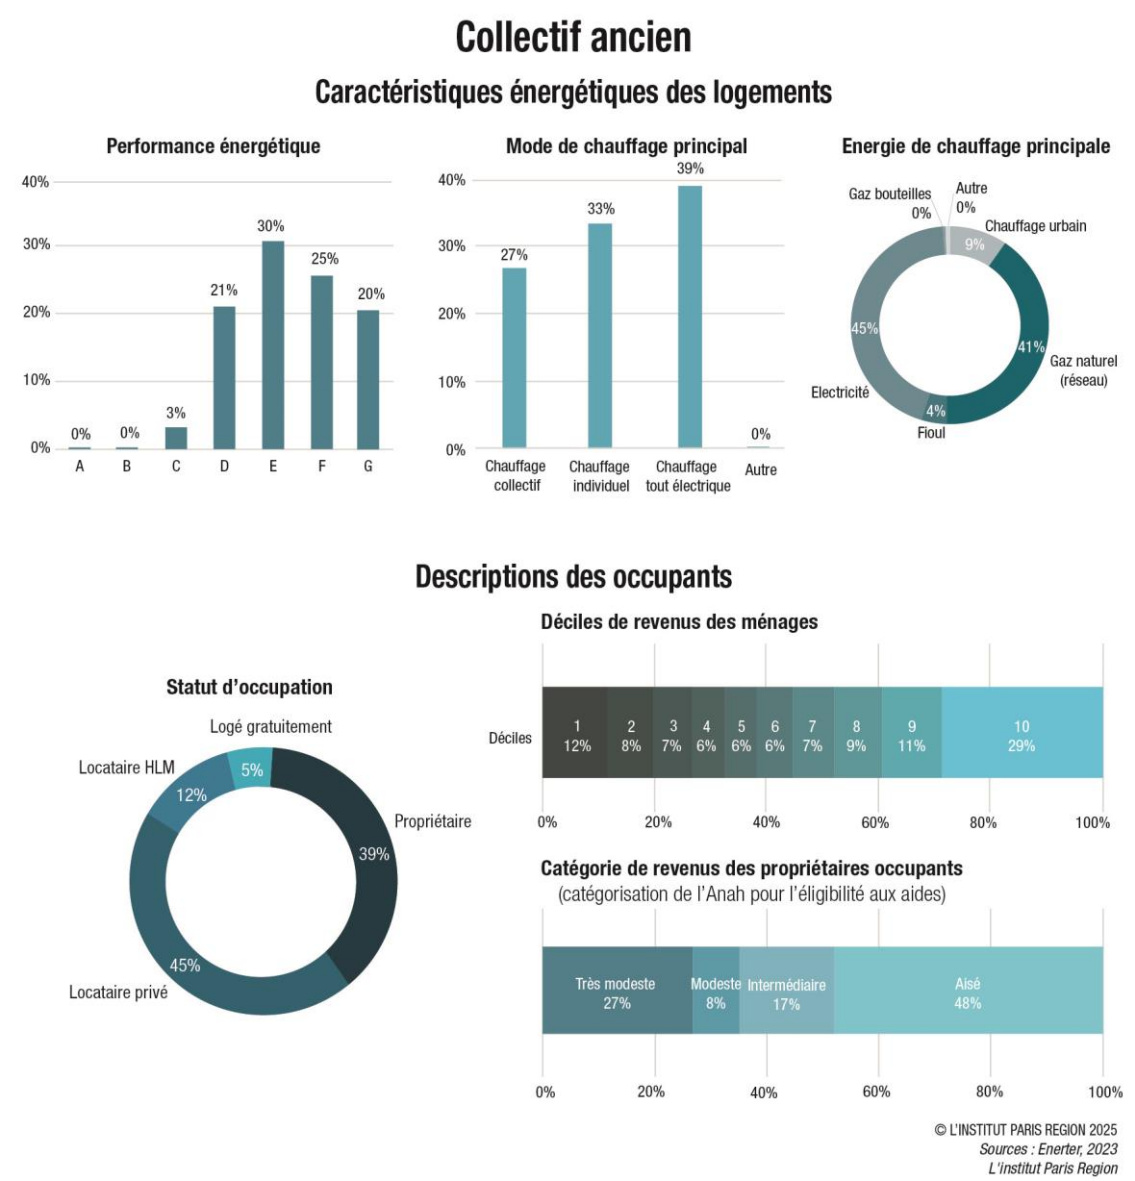 Collectif ancien
Caractéristiques énergétiques des logements
Performance énergétique
40%
30%
20%
10%
0%
0%
0%
3%
21%
30%
25%
20%
A
B
C
D
E
F
G
Mode de chauffage principal
40%
30%
20%
10%
0%
27%
33%
39%
0%
Chauffage
collectif
Chauffage
individuel
Chauffage
tout électrique
Autre
Energie de chauffage principale
Gaz bouteilles
0%
Autre
0%
Chauffage urbain
9%
45%
41%
Gaz naturel
(réseau)
Electricité
4%
Fioul
Descriptions des occupants
Statut d’occupation
Logé gratuitement
5%
Locataire HLM
12%
Propriétaire
39%
45%
Locataire privé
Déciles de revenus des ménages
Déciles
1
12%
2
8%
3
7%
4
6%
5
6%
6
6%
7
7%
8
9%
9
11%
10
29%
0%
20%
40%
60%
80%
100%
Catégorie de revenus des propriétaires occupants
(catégorisation de l’Anah pour l’éligibilité aux aides)
Très modeste
27%
Modeste
8%
Intermédiaire
17%
Aisé
48%
0%
20%
40%
60%
80%
100%
© L’INSTITUT PARIS REGION 2025
Sources : Enerter, 2023
L'institut Paris Region